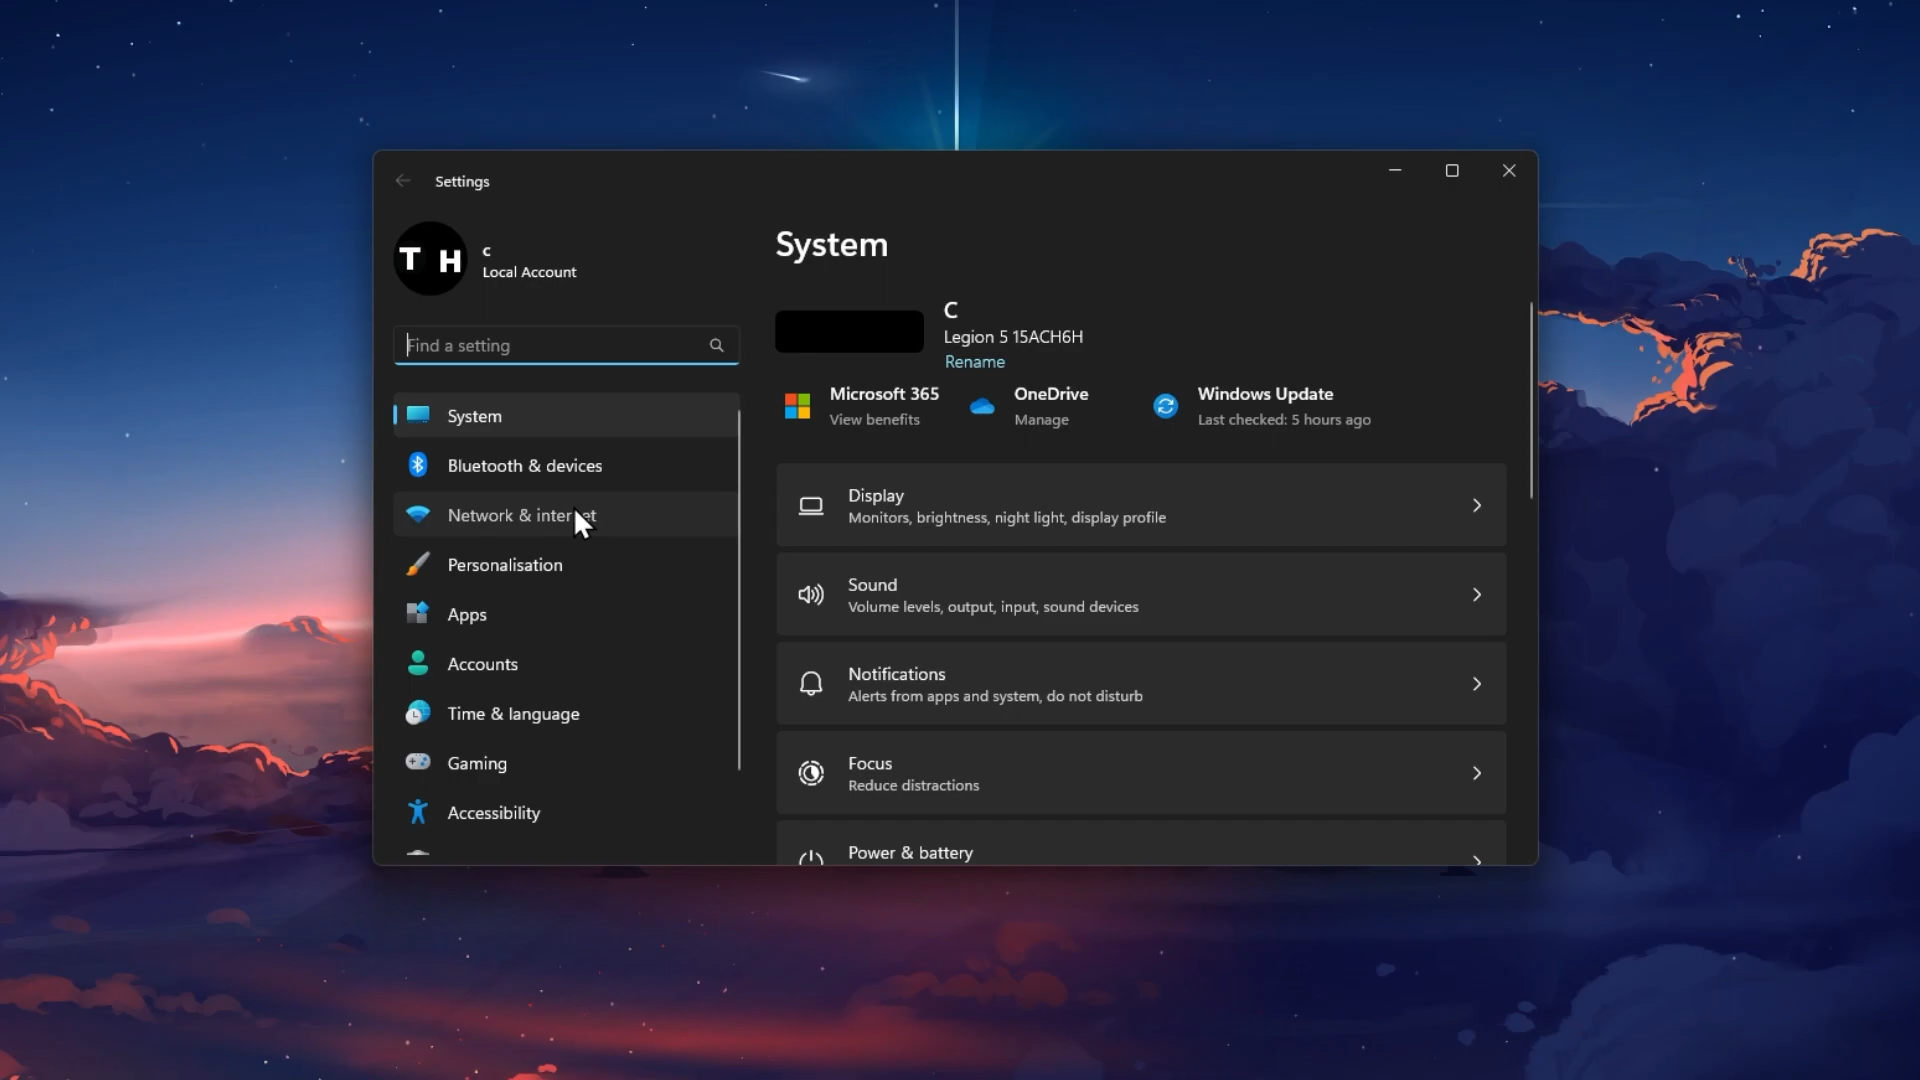 Settings
T H
c
Local Account
Find a setting
System
Bluetooth & devices
Network & internet
Personalisation
Apps
Accounts
Time & language
Gaming
Accessibility
System
C
Legion 5 15ACH6H
Rename
Microsoft 365
View benefits
OneDrive
Manage
Windows Update
Last checked: 5 hours ago
Display
Monitors, brightness, night light, display profile
Sound
Volume levels, output, input, sound devices
Notifications
Alerts from apps and system, do not disturb
Focus
Reduce distractions
Power & battery